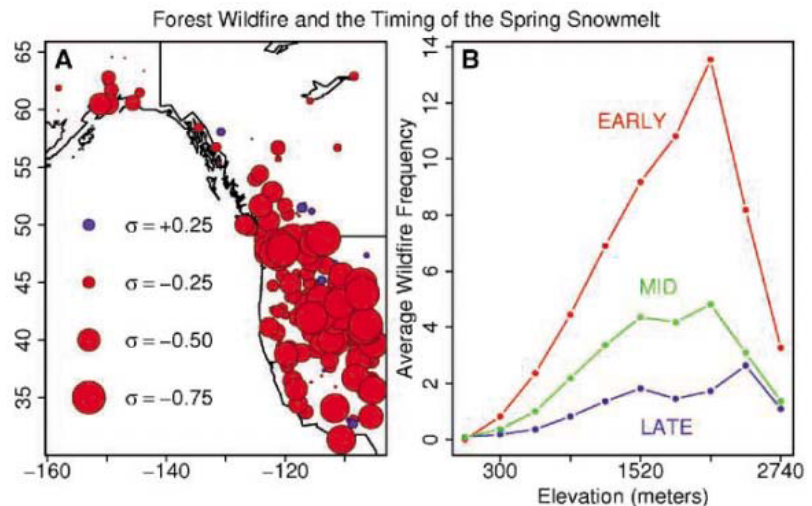 Forest Wildfire and the Timing of the Spring Snowmelt
A
65
60
55
50
45
40
35
σ = +0.25
σ = −0.25
σ = −0.50
σ = −0.75
−160
−140
−120
B
Average Wildfire Frequency
14
12
10
8
6
4
2
0
EARLY
MID
LATE
300
1520
2740
Elevation (meters)